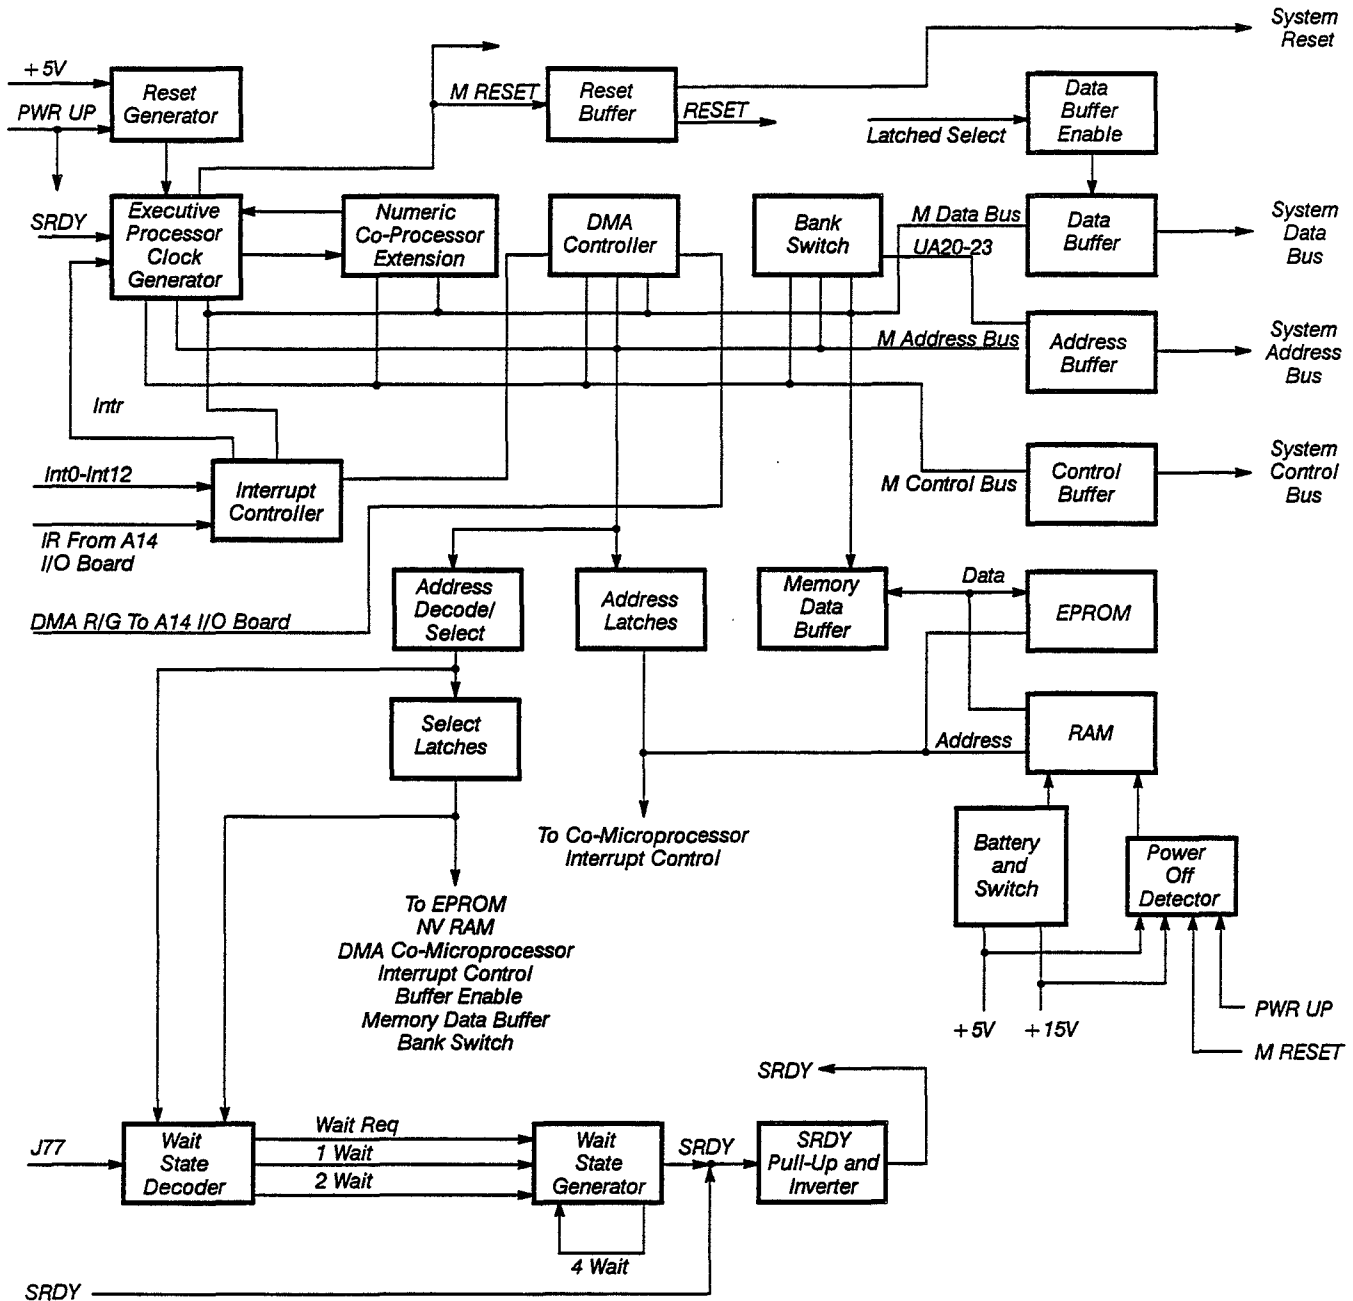 System
Reset
+5V
PWR UP
Reset
Generator
M RESET
Reset
Buffer
RESET
Latched Select
Data
Buffer
Enable
SRDY
Executive
Processor
Clock
Generator
Numeric
Co-Processor
Extension
DMA
Controller
Bank
Switch
M Data Bus
UA20-23
Data
Buffer
System
Data
Bus
M Address Bus
Address
Buffer
System
Address
Bus
Intr
Int0-Int12
IR From A14
I/O Board
Interrupt
Controller
M Control Bus
Control
Buffer
System
Control
Bus
DMA R/G To A14 I/O Board
Address
Decode/
Select
Address
Latches
Memory
Data
Buffer
Data
EPROM
Select
Latches
Address
RAM
To Co-Microprocessor
Interrupt Control
Battery
and
Switch
Power
Off
Detector
To EPROM
NV RAM
DMA Co-Microprocessor
Interrupt Control
Buffer Enable
Memory Data Buffer
Bank Switch
+5V
+15V
PWR UP
M RESET
SRDY
J77
Wait
State
Decoder
Wait Req
1 Wait
2 Wait
Wait
State
Generator
SRDY
SRDY
Pull-Up and
Inverter
4 Wait
SRDY